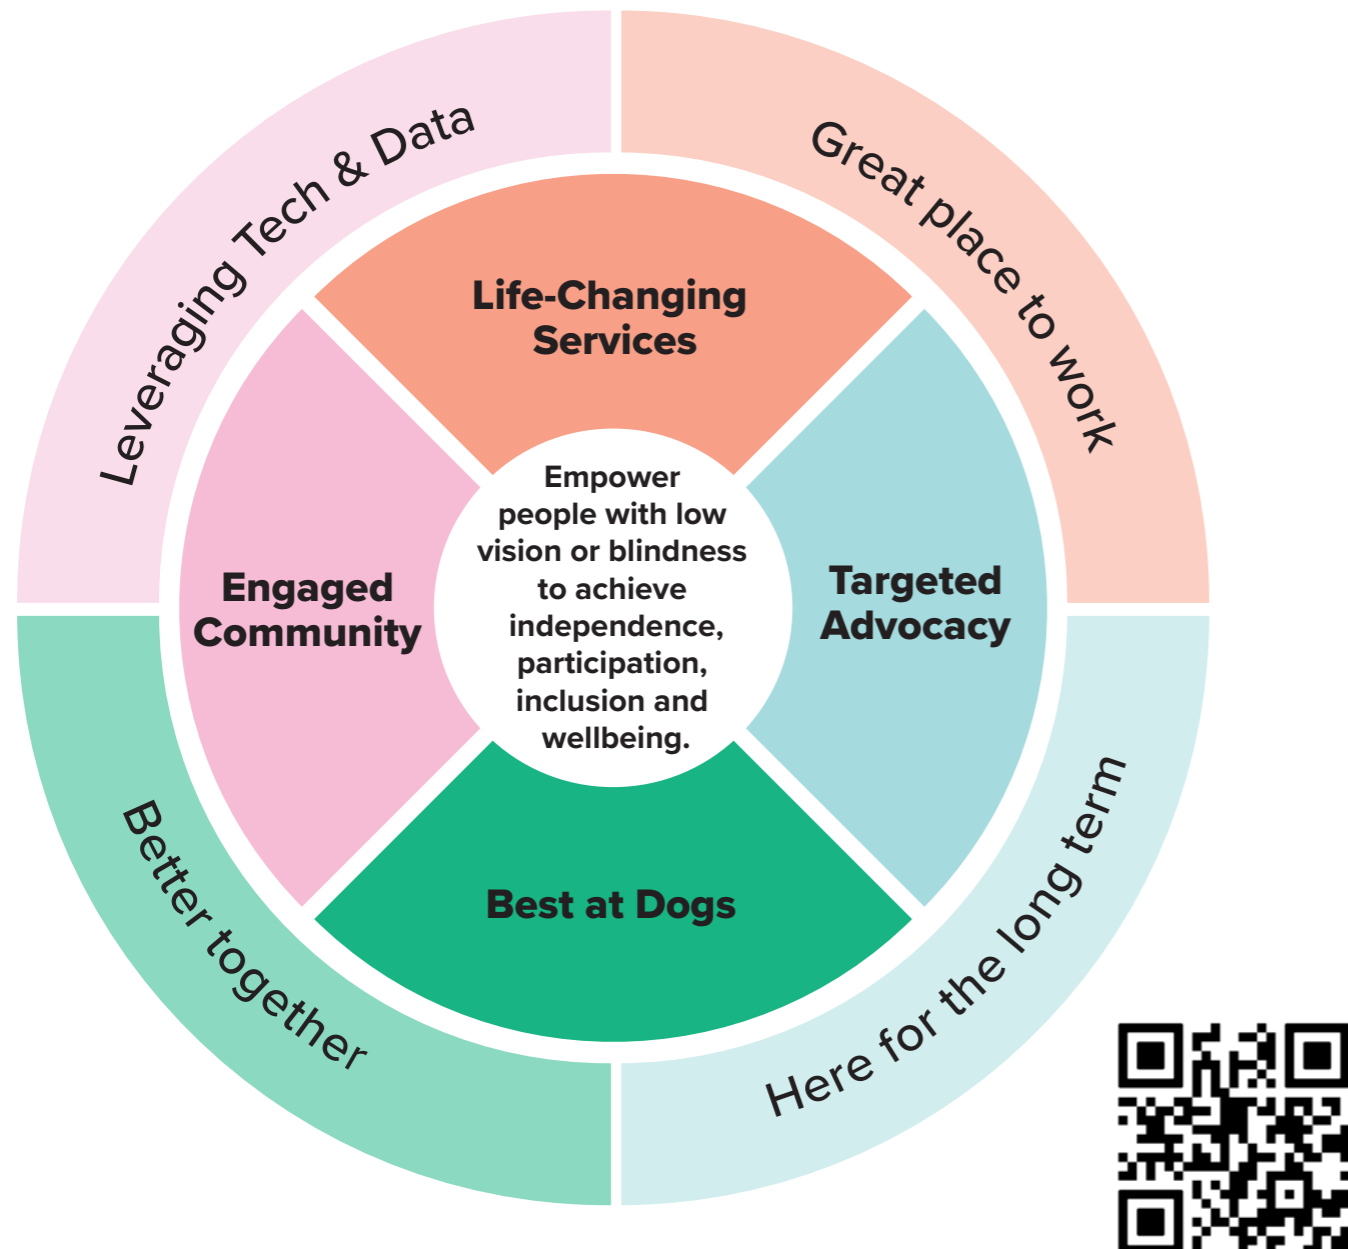 Leveraging Tech & Data
Great place to work
Life-Changing
Services
Engaged
Community
Empower
people with low
vision or blindness
to achieve
independence,
participation,
inclusion and
wellbeing.
Targeted
Advocacy
Best at Dogs
Better together
Here for the long term